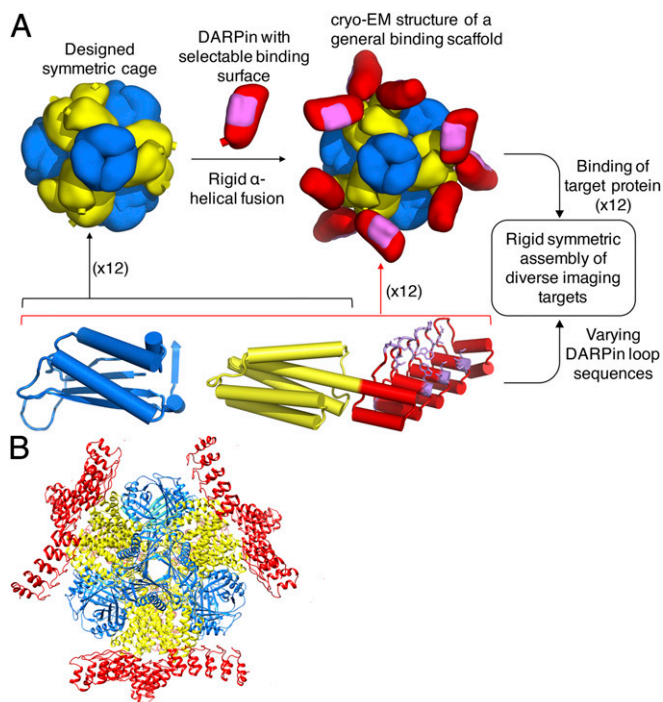 A
Designed
symmetric cage
DARPin with
selectable binding
surface
Rigid α-
helical fusion
cryo-EM structure of a
general binding scaffold
Binding of
target protein
(x12)
Rigid symmetric
assembly of
diverse imaging
targets
(x12)
(x12)
Varying
DARPin loop
sequences
B